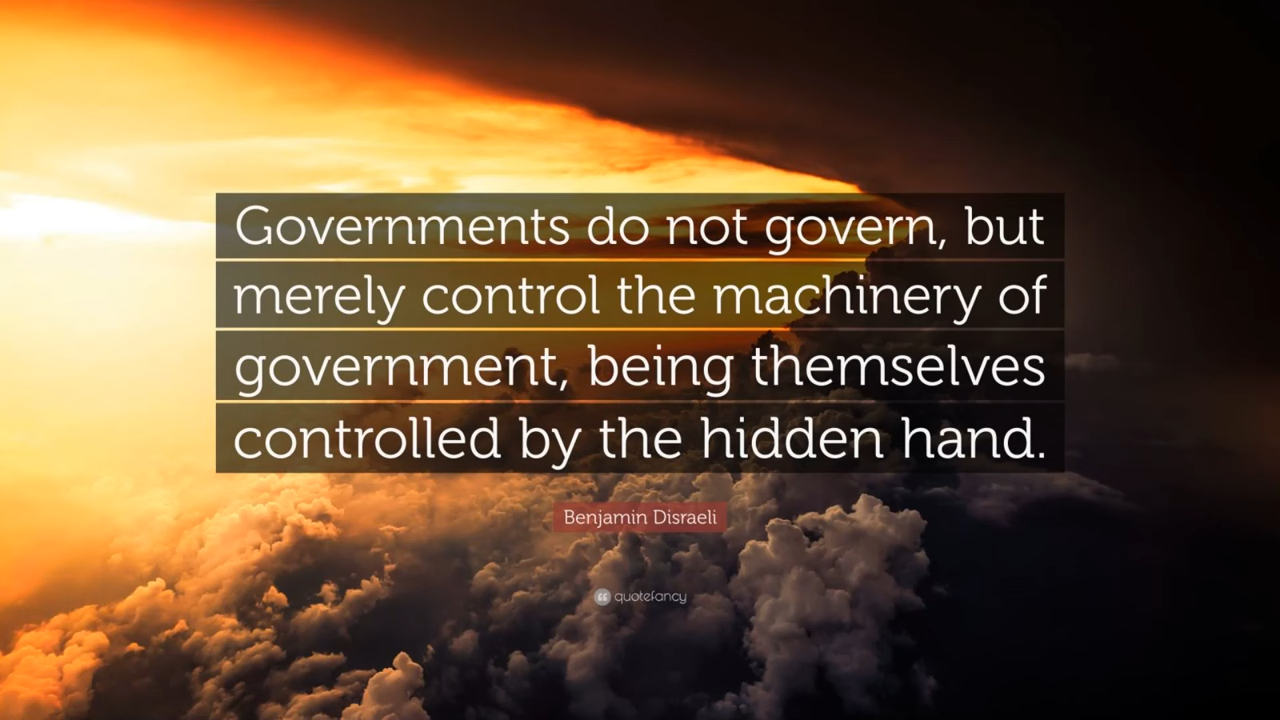 Governments do not govern, but
merely control the machinery of
government, being themselves
controlled by the hidden hand.
Benjamin Disraeli
quotefancy